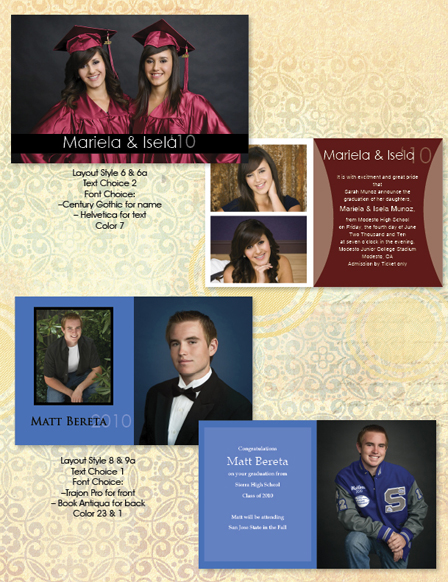 Mariela & Isela 10
Layout Style 6 & 6a
Text Choice 2
Font Choice:
–Century Gothic for name
– Helvetica for text
Color 7
Mariela & Isela 10
It is with excitment and great pride
that
Sarah Munoz announce the
graduation of her daughters,
Mariela & Isela Munoz,
from Modesto High School
on Friday, the fourth day of June
Two Thousand and Ten
at seven o'clock in the evening.
Modesto Junior College Stadium
Modesto, CA
Admission by Ticket only
Matt Bereta 2010
Layout Style 8 & 9a
Text Choice 1
Font Choice:
–Trajon Pro for front
– Book Antiqua for back
Color 23 & 1
Congratulations
Matt Bereta
on your graduation from
Sierra High School
Class of 2010
Matt will be attending
San Jose State in the Fall
S